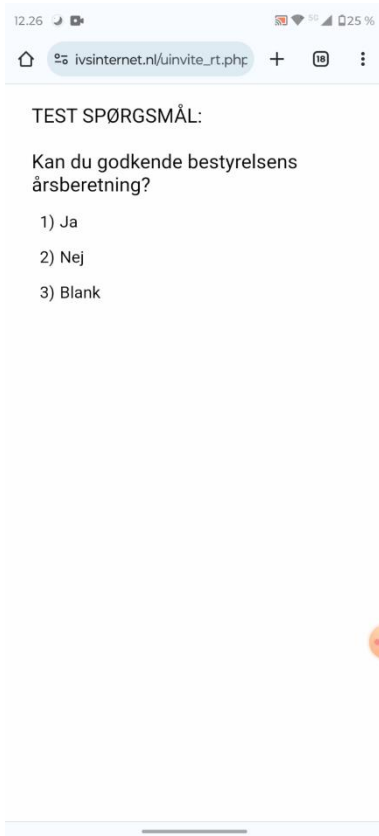 12.26 5G 25 %
ivsinternet.nl/uinvite_rt.php 18
TEST SPØRGSMÅL:
Kan du godkende bestyrelsens
årsberetning?
1) Ja
2) Nej
3) Blank